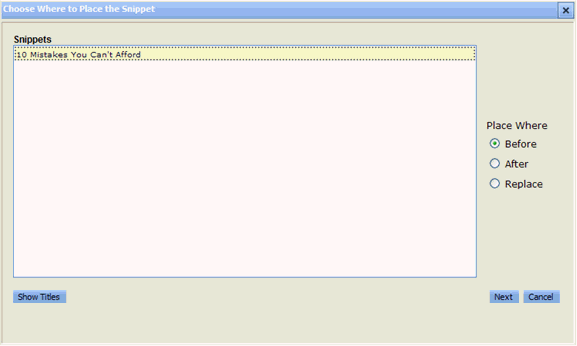 Choose Where to Place the Snippet
Snippets
10 Mistakes You Can't Afford
Place Where
Before
After
Replace
Show Titles
Next
Cancel